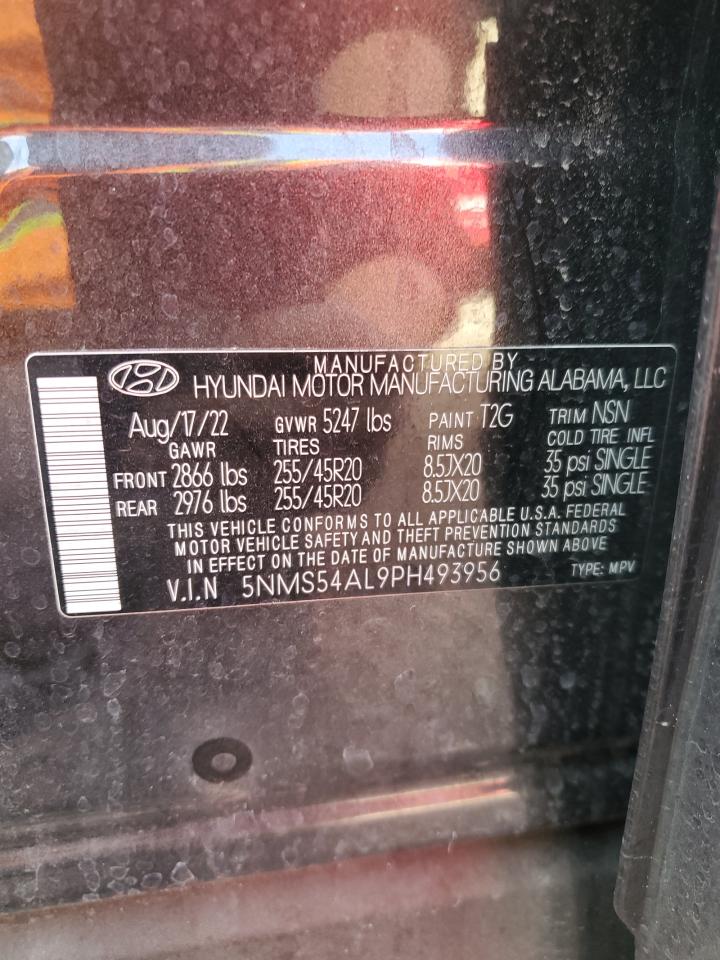 MANUFACTURED BY
HYUNDAI MOTOR MANUFACTURING ALABAMA, LLC
Aug/17/22 GVWR 5247 lbs PAINT T2G TRIM NSN
GAWR TIRES RIMS COLD TIRE INFL
FRONT 2866 lbs 255/45R20 8.5JX20 35 psi SINGLE
REAR 2976 lbs 255/45R20 8.5JX20 35 psi SINGLE
THIS VEHICLE CONFORMS TO ALL APPLICABLE U.S.A. FEDERAL
MOTOR VEHICLE SAFETY AND THEFT PREVENTION STANDARDS
IN EFFECT ON THE DATE OF MANUFACTURE SHOWN ABOVE
V.I.N 5NMS54AL9PH493956 TYPE: MPV